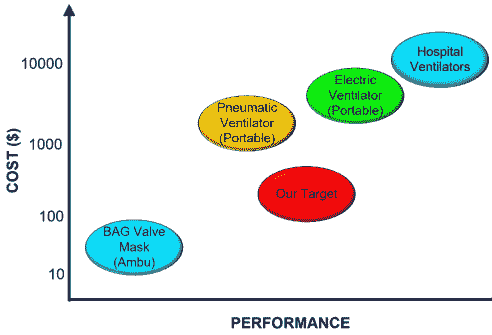 Hospital
Ventilators
10000
Electric
Ventilator
(Portable)
Pneumatic
Ventilator
(Portable)
1000
COST ($)
Our Target
100
BAG Valve
Mask
(Ambu)
10
PERFORMANCE